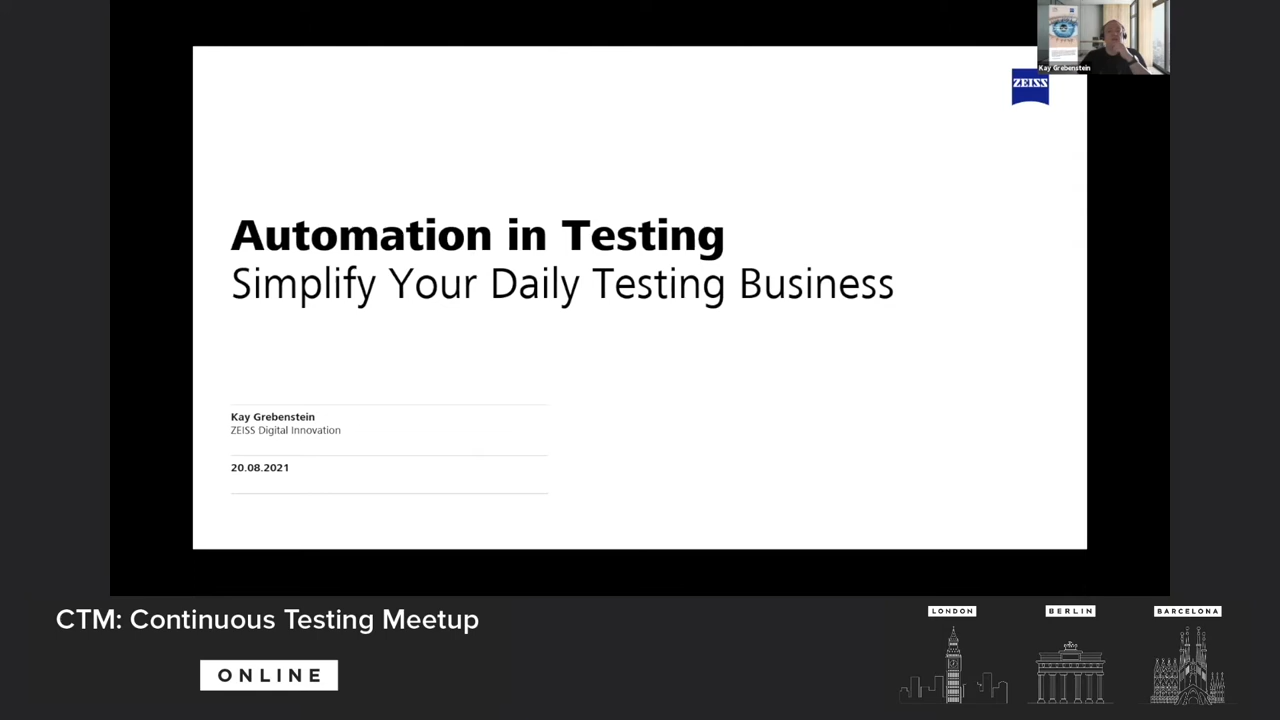 ZEISS
Kay Grebenstein
Automation in Testing
Simplify Your Daily Testing Business
Kay Grebenstein
ZEISS Digital Innovation
20.08.2021
CTM: Continuous Testing Meetup
ONLINE
LONDON
BERLIN
BARCELONA